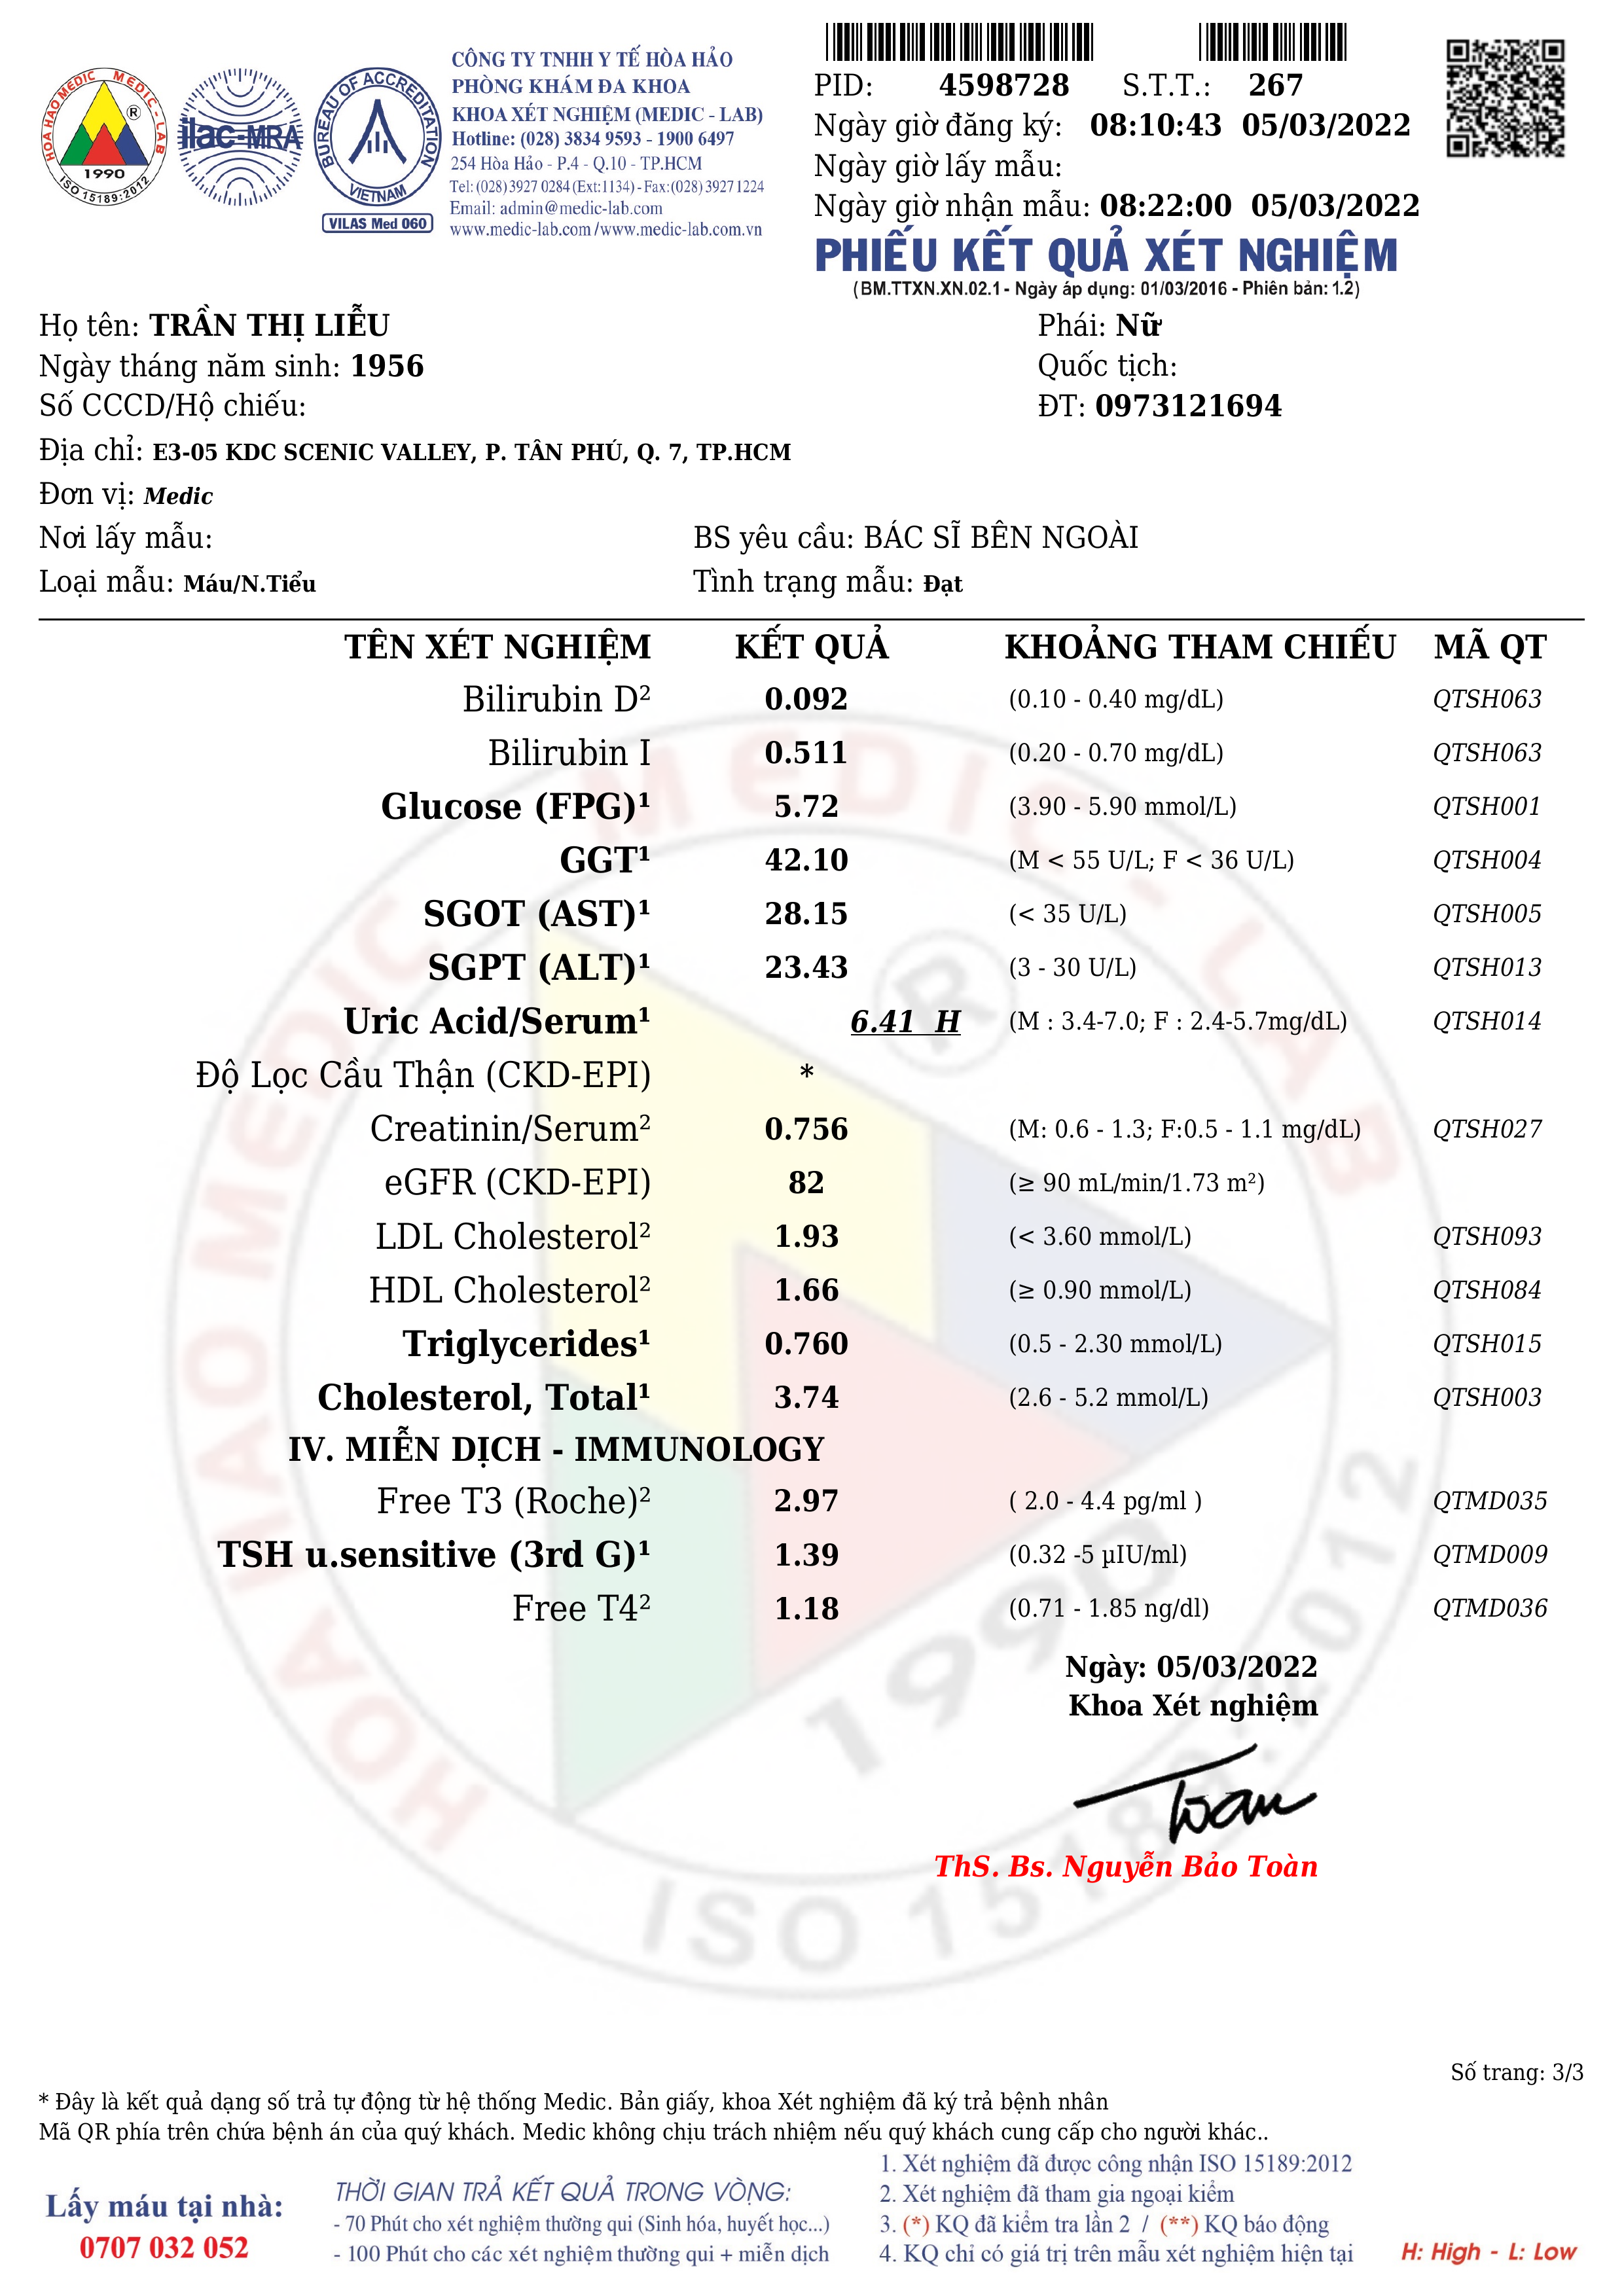 HOA HAO MEDIC MEDIC - LAB
®
1990
ISO 15189:2012
ilac-MRA
BUREAU OF ACCREDITATION
VIETNAM
VILAS Med 060
CÔNG TY TNHH Y TẾ HÒA HẢO
PHÒNG KHÁM ĐA KHOA
KHOA XÉT NGHIỆM (MEDIC - LAB)
Hotline: (028) 3834 9593 - 1900 6497
254 Hòa Hảo - P.4 - Q.10 - TP.HCM
Tel: (028) 3927 0284 (Ext:1134) - Fax: (028) 3927 1224
Email: admin@medic-lab.com
www.medic-lab.com /www.medic-lab.com.vn
PID: 4598728 S.T.T.: 267
Ngày giờ đăng ký: 08:10:43 05/03/2022
Ngày giờ lấy mẫu:
Ngày giờ nhận mẫu: 08:22:00 05/03/2022
PHIẾU KẾT QUẢ XÉT NGHIỆM
(BM.TTXN.XN.02.1 - Ngày áp dụng: 01/03/2016 - Phiên bản: 1.2)
Họ tên: TRẦN THỊ LIỄU Phái: Nữ
Ngày tháng năm sinh: 1956 Quốc tịch:
Số CCCD/Hộ chiếu: ĐT: 0973121694
Địa chỉ: E3-05 KDC SCENIC VALLEY, P. TÂN PHÚ, Q. 7, TP.HCM
Đơn vị: Medic
Nơi lấy mẫu: BS yêu cầu: BÁC SĨ BÊN NGOÀI
Loại mẫu: Máu/N.Tiểu Tình trạng mẫu: Đạt
TÊN XÉT NGHIỆM KẾT QUẢ KHOẢNG THAM CHIẾU MÃ QT
Bilirubin D² 0.092 (0.10 - 0.40 mg/dL) QTSH063
Bilirubin I 0.511 (0.20 - 0.70 mg/dL) QTSH063
Glucose (FPG)¹ 5.72 (3.90 - 5.90 mmol/L) QTSH001
GGT¹ 42.10 (M < 55 U/L; F < 36 U/L) QTSH004
SGOT (AST)¹ 28.15 (< 35 U/L) QTSH005
SGPT (ALT)¹ 23.43 (3 - 30 U/L) QTSH013
Uric Acid/Serum¹ 6.41 H (M : 3.4-7.0; F : 2.4-5.7mg/dL) QTSH014
Độ Lọc Cầu Thận (CKD-EPI) *
Creatinin/Serum² 0.756 (M: 0.6 - 1.3; F:0.5 - 1.1 mg/dL) QTSH027
eGFR (CKD-EPI) 82 (≥ 90 mL/min/1.73 m²)
LDL Cholesterol² 1.93 (< 3.60 mmol/L) QTSH093
HDL Cholesterol² 1.66 (≥ 0.90 mmol/L) QTSH084
Triglycerides¹ 0.760 (0.5 - 2.30 mmol/L) QTSH015
Cholesterol, Total¹ 3.74 (2.6 - 5.2 mmol/L) QTSH003
IV. MIỄN DỊCH - IMMUNOLOGY
Free T3 (Roche)² 2.97 ( 2.0 - 4.4 pg/ml ) QTMD035
TSH u.sensitive (3rd G)¹ 1.39 (0.32 -5 µIU/ml) QTMD009
Free T4² 1.18 (0.71 - 1.85 ng/dl) QTMD036
HOA HAO MEDIC MEDIC - LAB
®
1990
ISO 15189:2012
Ngày: 05/03/2022
Khoa Xét nghiệm
Toàn
ThS. Bs. Nguyễn Bảo Toàn
Số trang: 3/3
* Đây là kết quả dạng số trả tự động từ hệ thống Medic. Bản giấy, khoa Xét nghiệm đã ký trả bệnh nhân
Mã QR phía trên chứa bệnh án của quý khách. Medic không chịu trách nhiệm nếu quý khách cung cấp cho người khác..
Lấy máu tại nhà:
0707 032 052
THỜI GIAN TRẢ KẾT QUẢ TRONG VÒNG:
- 70 Phút cho xét nghiệm thường qui (Sinh hóa, huyết học...)
- 100 Phút cho các xét nghiệm thường qui + miễn dịch
1. Xét nghiệm đã được công nhận ISO 15189:2012
2. Xét nghiệm đã tham gia ngoại kiểm
3. (*) KQ đã kiểm tra lần 2 / (**) KQ báo động
4. KQ chỉ có giá trị trên mẫu xét nghiệm hiện tại
H: High - L: Low